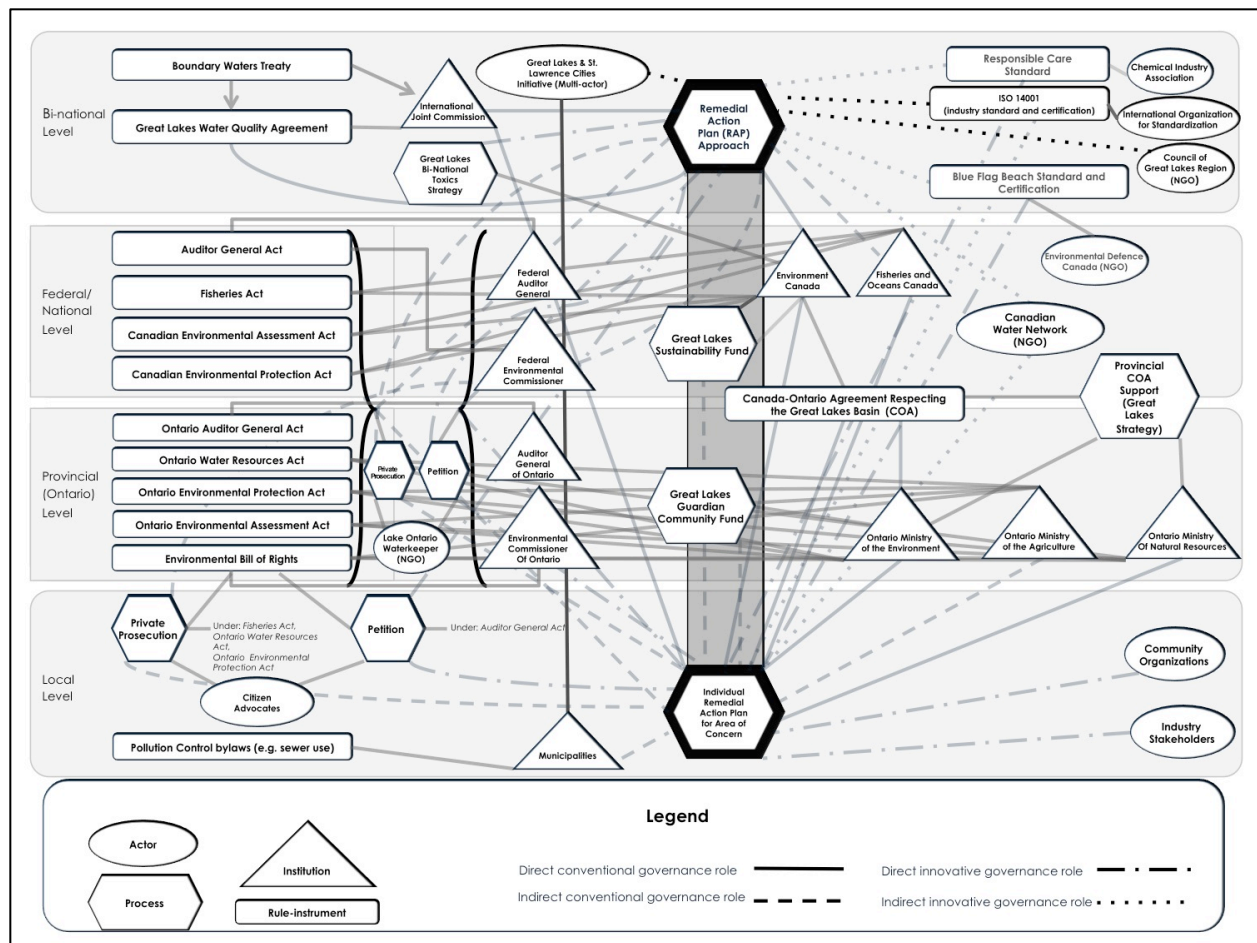 Bi-national
Level
Boundary Waters Treaty
Great Lakes Water Quality Agreement
International
Joint Commission
Great Lakes
Bi-National
Toxics
Strategy
Great Lakes & St.
Lawrence Cities
Initiative (Multi-actor)
Remedial
Action
Plan (RAP)
Approach
Responsible Care
Standard
Chemical Industry
Association
ISO 14001
(industry standard and certification)
International Organization
for Standardization
Council of
Great Lakes Region
(NGO)
Blue Flag Beach Standard and
Certification
Federal/
National
Level
Auditor General Act
Fisheries Act
Canadian Environmental Assessment Act
Canadian Environmental Protection Act
Federal
Auditor
General
Federal
Environmental
Commissioner
Great Lakes
Sustainability Fund
Environment
Canada
Fisheries and
Oceans Canada
Environmental Defence
Canada (NGO)
Canadian
Water Network
(NGO)
Canada-Ontario Agreement Respecting
the Great Lakes Basin (COA)
Provincial
COA
Support
(Great
Lakes
Strategy)
Provincial
(Ontario)
Level
Ontario Auditor General Act
Ontario Water Resources Act
Ontario Environmental Protection Act
Ontario Environmental Assessment Act
Environmental Bill of Rights
Private
Prosecution
Petition
Lake Ontario
Waterkeeper
(NGO)
Auditor
General
of Ontario
Environmental
Commissioner
Of Ontario
Great Lakes
Guardian
Community Fund
Ontario Ministry
of the Environment
Ontario Ministry
of the Agriculture
Ontario Ministry
Of Natural Resources
Local
Level
Private
Prosecution
Under: Fisheries Act,
Ontario Water Resources
Act,
Ontario Environmental
Protection Act
Petition
Under: Auditor General Act
Citizen
Advocates
Pollution Control bylaws (e.g. sewer use)
Municipalities
Individual
Remedial
Action Plan
for Area of
Concern
Community
Organizations
Industry
Stakeholders
Legend
Actor
Process
Institution
Rule-instrument
Direct conventional governance role
Indirect conventional governance role
Direct innovative governance role
Indirect innovative governance role